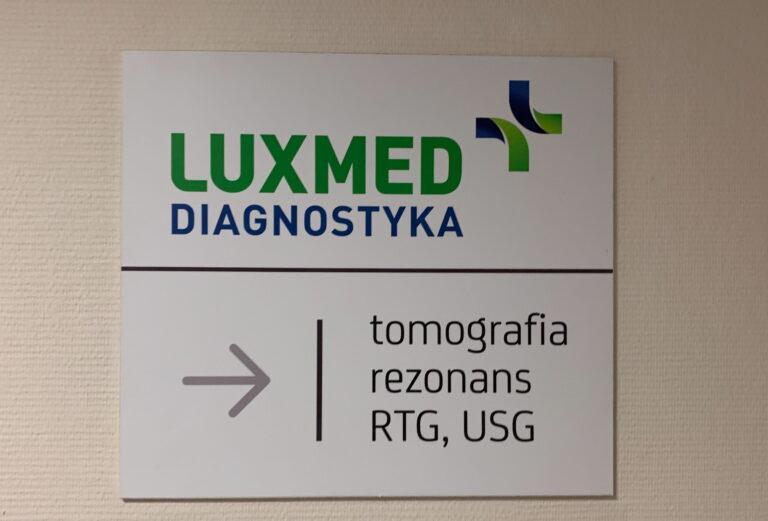 LUXMED
DIAGNOSTYKA
tomografia
rezonans
RTG, USG